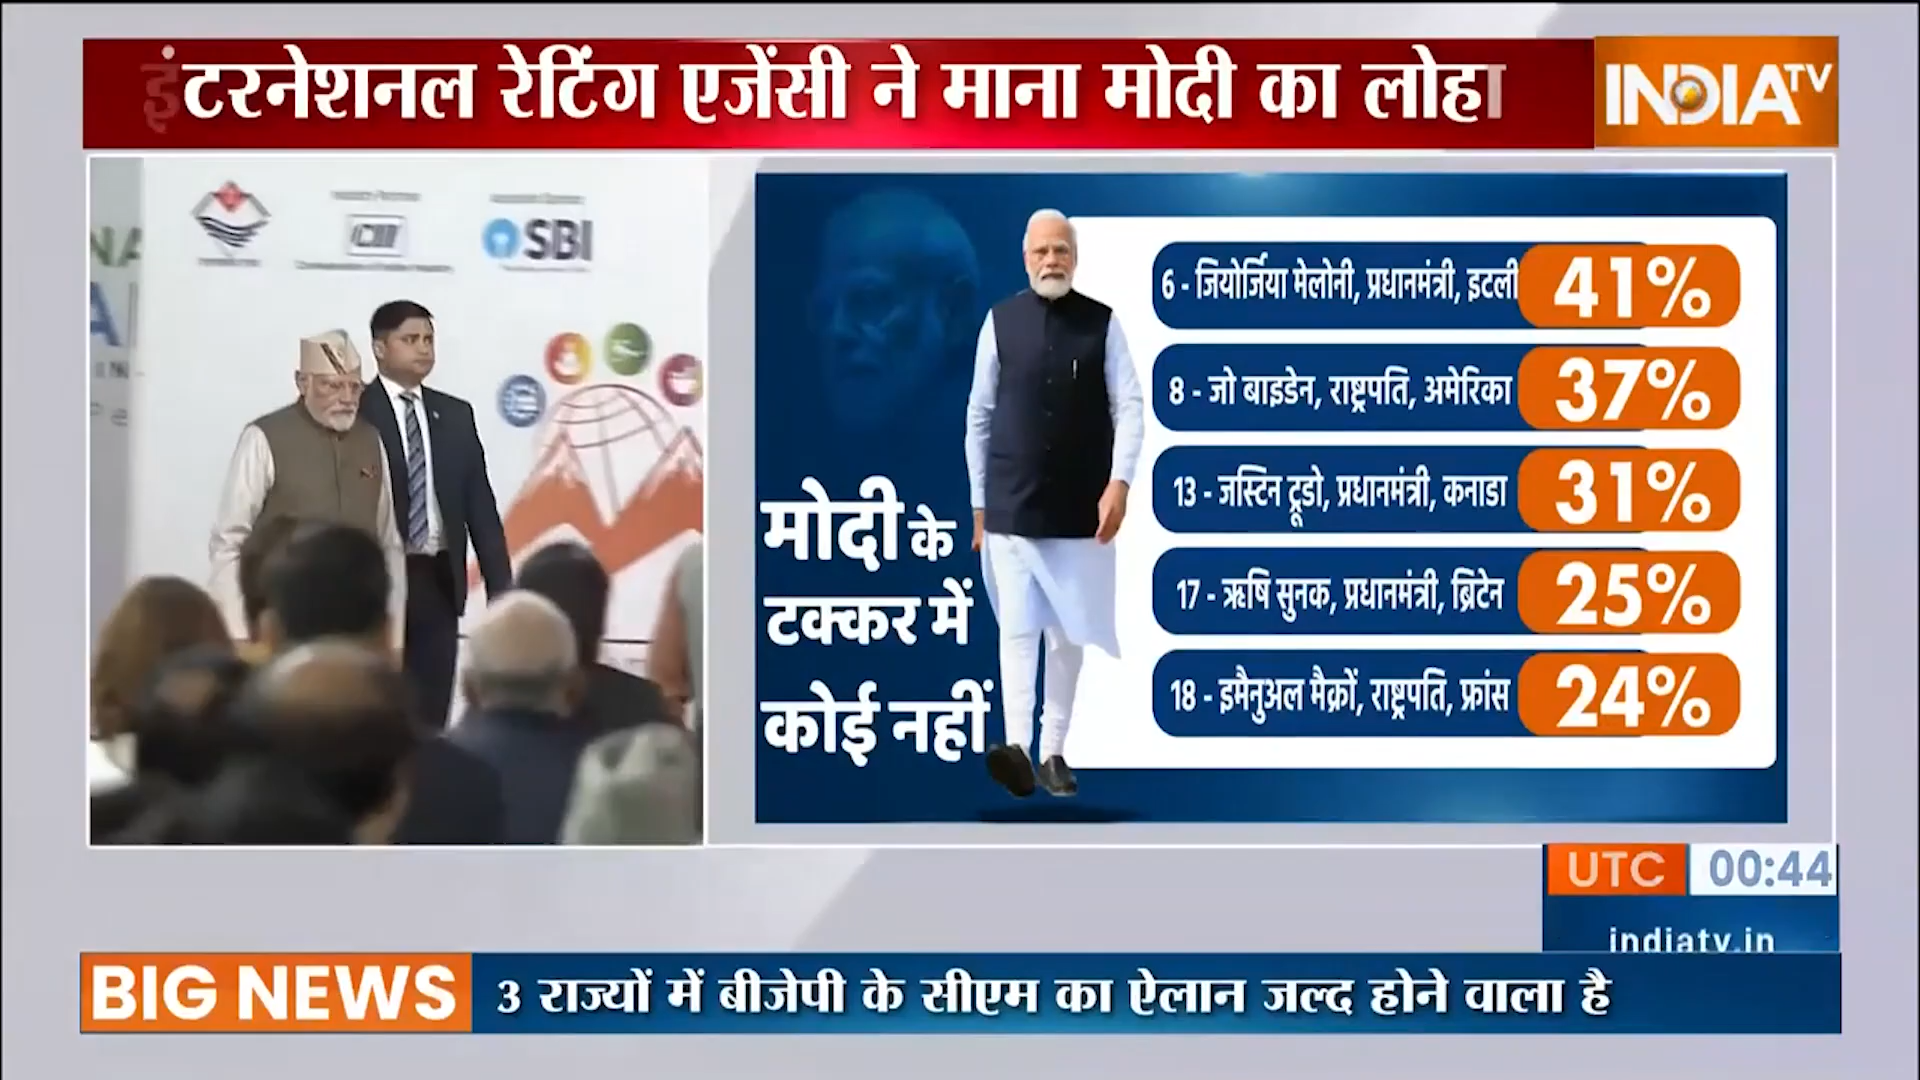 इंटरनेशनल रेटिंग एजेंसी ने माना मोदी का लोहा
INDIA TV
SBI
CII
मोदी के
टक्कर में
कोई नहीं
6 - जियोर्जिया मेलोनी, प्रधानमंत्री, इटली 41%
8 - जो बाइडेन, राष्ट्रपति, अमेरिका 37%
13 - जस्टिन ट्रूडो, प्रधानमंत्री, कनाडा 31%
17 - ऋषि सुनक, प्रधानमंत्री, ब्रिटेन 25%
18 - इमैनुअल मैक्रों, राष्ट्रपति, फ्रांस 24%
UTC 00:44
indiatv.in
BIG NEWS 3 राज्यों में बीजेपी के सीएम का ऐलान जल्द होने वाला है